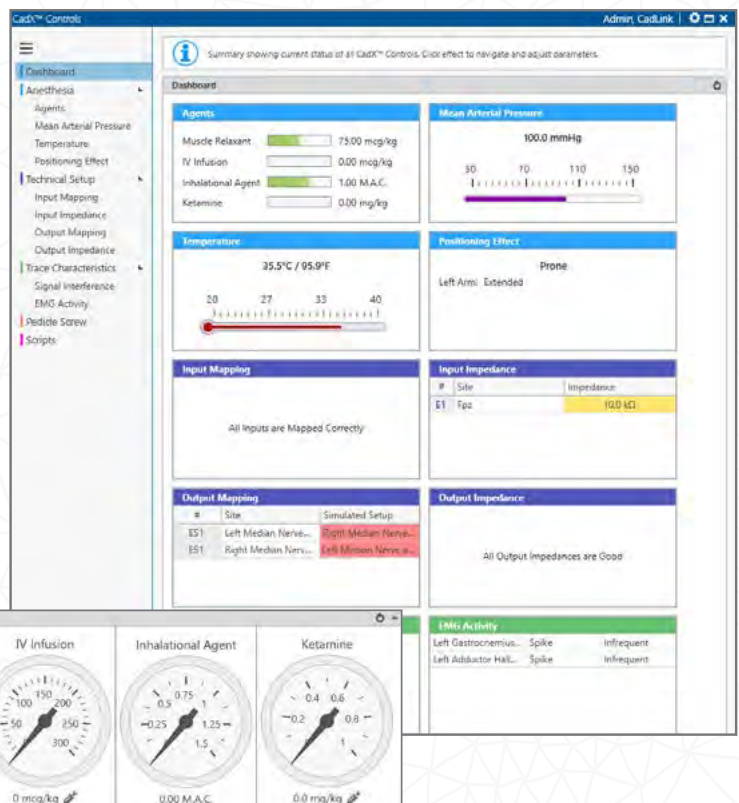 CadX™ Controls
Admin, CadLink
Summary showing current status of all CadX™ Controls. Click effect to navigate and adjust parameters.
Dashboard
Anesthesia
Agents
Mean Arterial Pressure
Temperature
Positioning Effect
Technical Setup
Input Mapping
Input Impedance
Output Mapping
Output Impedance
Trace Characteristics
Signal Interference
EMG Activity
Pedicle Screw
Scripts
Dashboard
Agents
Muscle Relaxant 75.00 mcg/kg
IV Infusion 0.00 mcg/kg
Inhalational Agent 1.00 M.A.C.
Ketamine 0.00 mg/kg
Mean Arterial Pressure
100.0 mmHg
50 70 110 150
Temperature
35.5°C / 95.9°F
20 27 33 40
Positioning Effect
Prone
Left Arm: Extended
Input Mapping
All Inputs are Mapped Correctly
Input Impedance
# Site Impedance
E1 Fpz 10.0 kΩ
Output Mapping
# Site Simulated Setup
ES1 Left Median Nerve... Right Median Nerve...
ES1 Right Median Nerv... Left Median Nerve a...
Output Impedance
All Output Impedances are Good
EMG Activity
Left Gastrocnemius... Spike Infrequent
Left Adductor Hall... Spike Infrequent
IV Infusion
50 100 150 200 250 300
0 mcg/kg
Inhalational Agent
0.25 0.5 0.75 1 1.25 1.5
0.00 M.A.C.
Ketamine
0.2 0.4 0.6 0.8 1
0.0 mg/kg